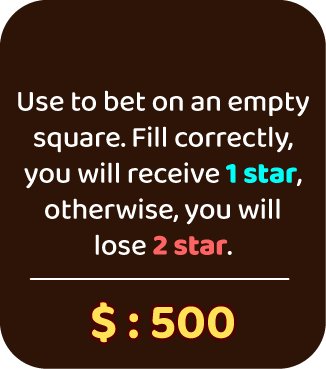 Use to bet on an empty
square. Fill correctly,
you will receive 1 star,
otherwise, you will
lose 2 star.
$ : 500